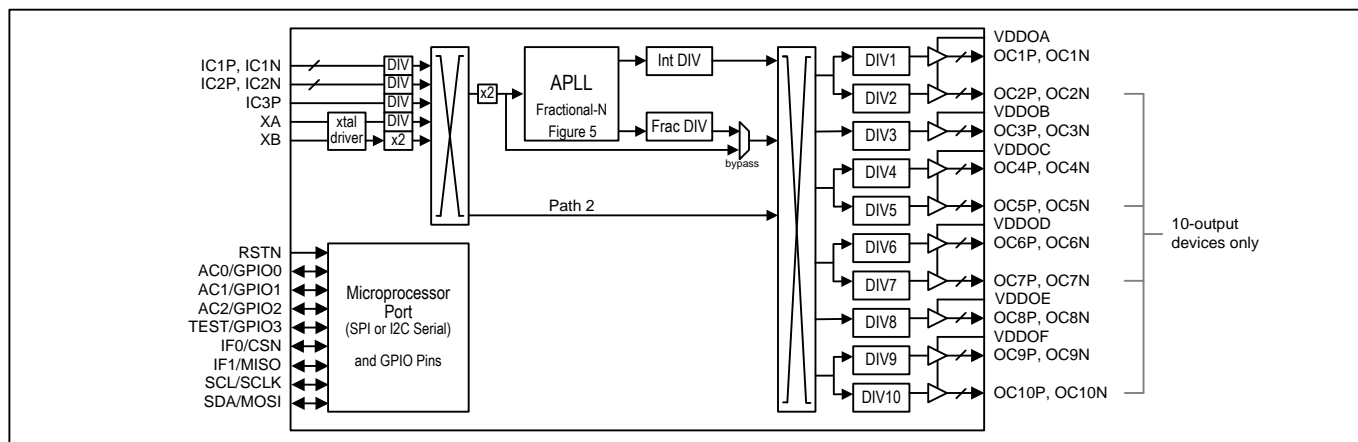 IC1P, IC1N
IC2P, IC2N
IC3P
XA
XB
xtal
driver
DIV
DIV
DIV
DIV
x2
x2
APLL
Fractional-N
Figure 5
Int DIV
Frac DIV
bypass
Path 2
RSTN
AC0/GPIO0
AC1/GPIO1
AC2/GPIO2
TEST/GPIO3
IF0/CSN
IF1/MISO
SCL/SCLK
SDA/MOSI
Microprocessor
Port
(SPI or I2C Serial)
and GPIO Pins
DIV1
DIV2
DIV3
DIV4
DIV5
DIV6
DIV7
DIV8
DIV9
DIV10
VDDOA
OC1P, OC1N
OC2P, OC2N
VDDOB
OC3P, OC3N
VDDOC
OC4P, OC4N
OC5P, OC5N
VDDOD
OC6P, OC6N
OC7P, OC7N
VDDOE
OC8P, OC8N
VDDOF
OC9P, OC9N
OC10P, OC10N
10-output
devices only